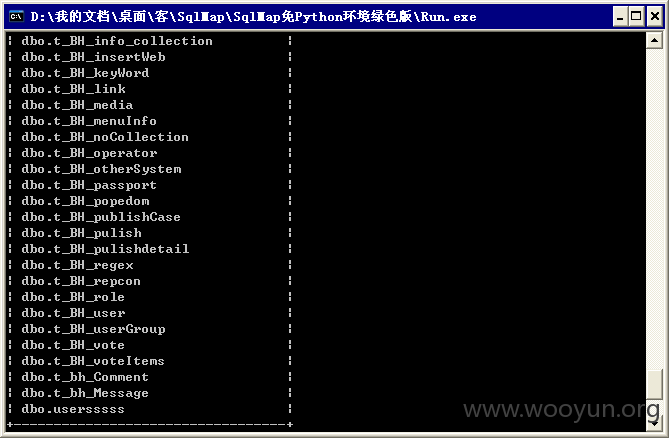 D:\我的文档\桌面\客\SqlMap\SqlMap免Python环境绿色版\Run.exe
¦ dbo.t_BH_info_collection ¦
¦ dbo.t_BH_insertWeb ¦
¦ dbo.t_BH_keyWord ¦
¦ dbo.t_BH_link ¦
¦ dbo.t_BH_media ¦
¦ dbo.t_BH_menuInfo ¦
¦ dbo.t_BH_noCollection ¦
¦ dbo.t_BH_operator ¦
¦ dbo.t_BH_otherSystem ¦
¦ dbo.t_BH_passport ¦
¦ dbo.t_BH_popedom ¦
¦ dbo.t_BH_publishCase ¦
¦ dbo.t_BH_pulish ¦
¦ dbo.t_BH_pulishdetail ¦
¦ dbo.t_BH_regex ¦
¦ dbo.t_BH_repcon ¦
¦ dbo.t_BH_role ¦
¦ dbo.t_BH_user ¦
¦ dbo.t_BH_userGroup ¦
¦ dbo.t_BH_vote ¦
¦ dbo.t_BH_voteItems ¦
¦ dbo.t_bh_Comment ¦
¦ dbo.t_bh_Message ¦
¦ dbo.usersssss ¦
+----------------------------------+
www.wooyun.org